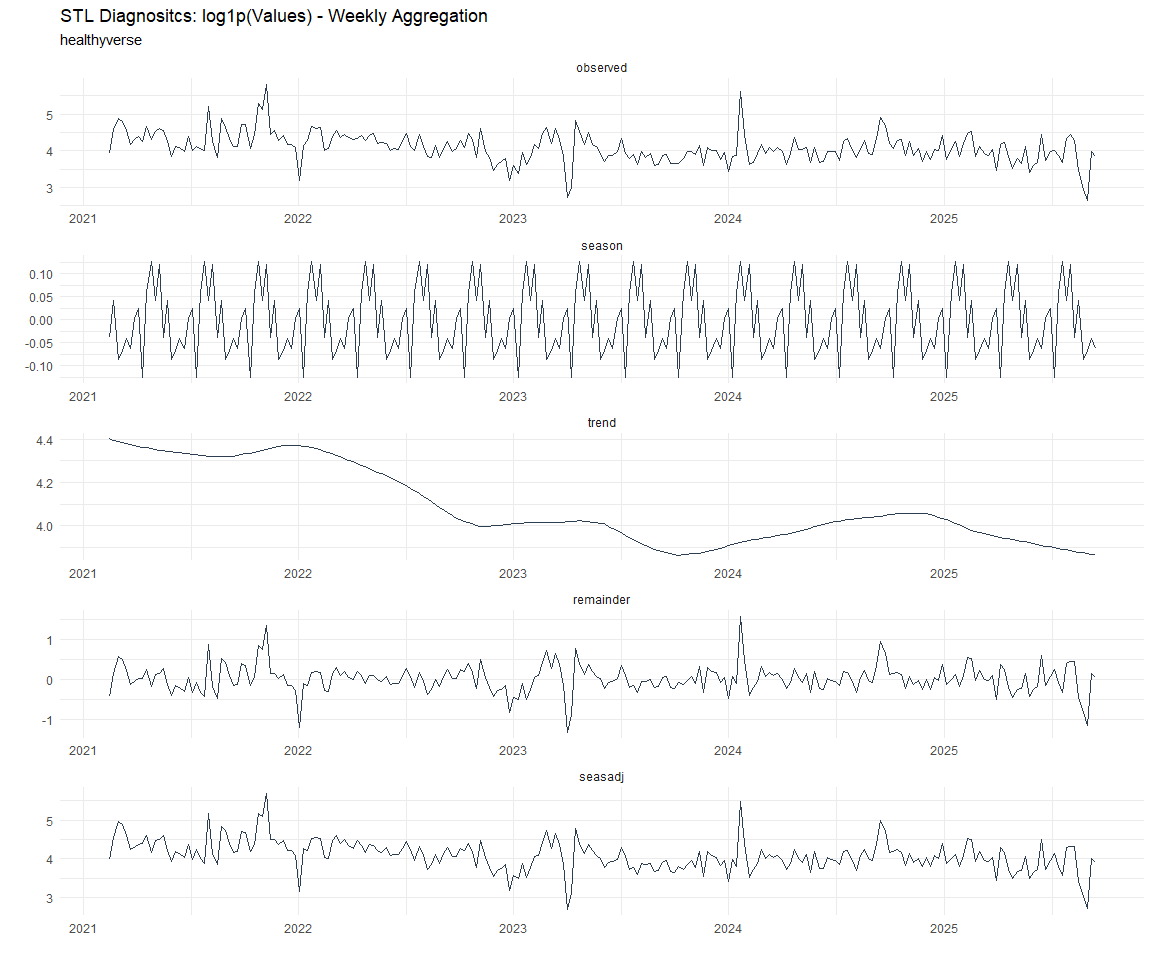 STL Diagnositcs: log1p(Values) - Weekly Aggregation
healthyverse
observed
5
4
3
2021 2022 2023 2024 2025
season
0.10
0.05
0.00
-0.05
-0.10
2021 2022 2023 2024 2025
trend
4.4
4.2
4.0
2021 2022 2023 2024 2025
remainder
1
0
-1
2021 2022 2023 2024 2025
seasadj
5
4
3
2021 2022 2023 2024 2025